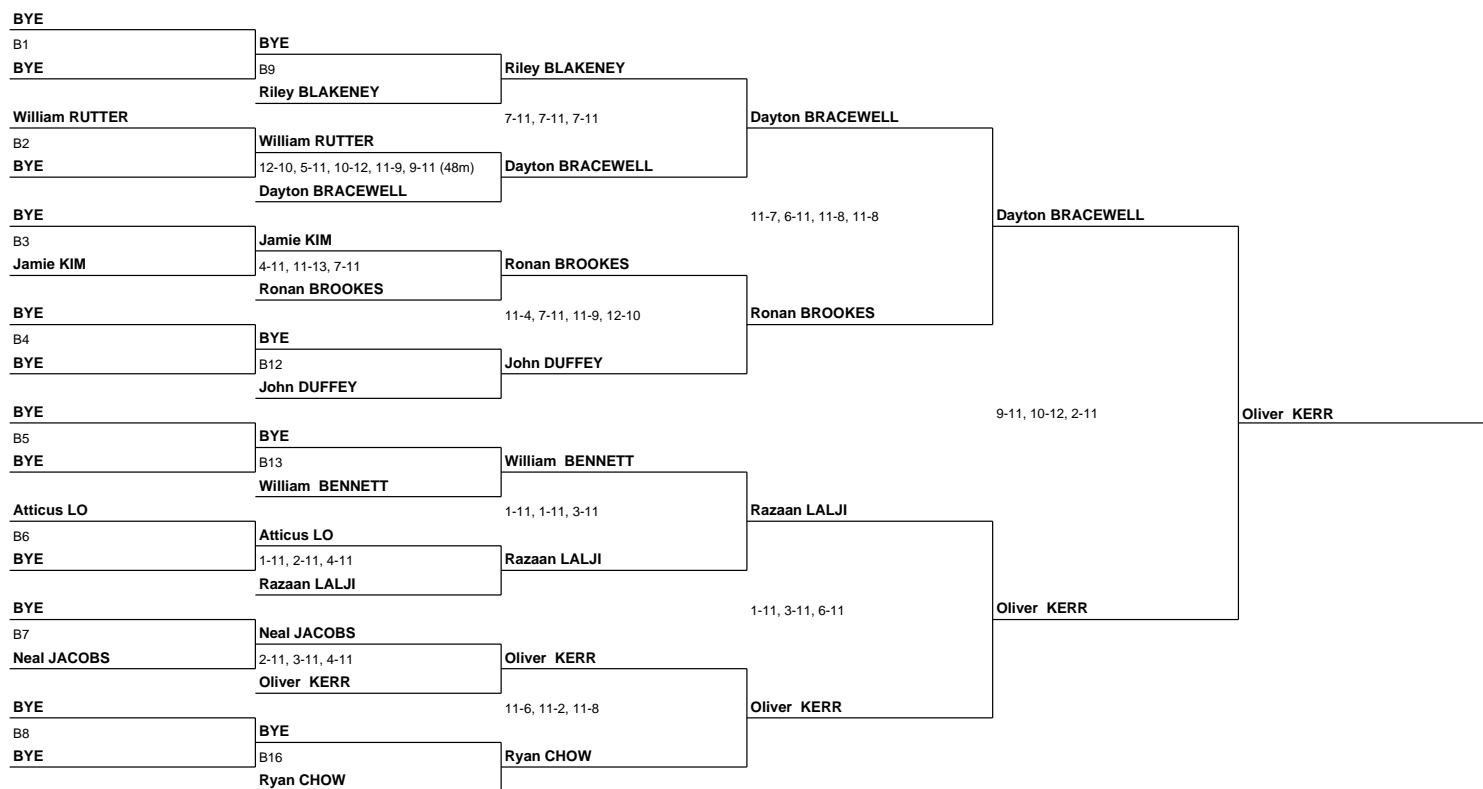 BYE
B1
BYE
BYE
B9
Riley BLAKENEY
Riley BLAKENEY
William RUTTER
7-11, 7-11, 7-11
Dayton BRACEWELL
B2
William RUTTER
BYE
12-10, 5-11, 10-12, 11-9, 9-11 (48m)
Dayton BRACEWELL
Dayton BRACEWELL
BYE
11-7, 6-11, 11-8, 11-8
Dayton BRACEWELL
B3
Jamie KIM
Jamie KIM
4-11, 11-13, 7-11
Ronan BROOKES
Ronan BROOKES
BYE
11-4, 7-11, 11-9, 12-10
Ronan BROOKES
B4
BYE
BYE
B12
John DUFFEY
John DUFFEY
BYE
9-11, 10-12, 2-11
Oliver KERR
B5
BYE
BYE
B13
William BENNETT
William BENNETT
Atticus LO
1-11, 1-11, 3-11
Razaan LALJI
B6
Atticus LO
BYE
1-11, 2-11, 4-11
Razaan LALJI
Razaan LALJI
BYE
1-11, 3-11, 6-11
Oliver KERR
B7
Neal JACOBS
Neal JACOBS
2-11, 3-11, 4-11
Oliver KERR
Oliver KERR
BYE
11-6, 11-2, 11-8
Oliver KERR
B8
BYE
BYE
B16
Ryan CHOW
Ryan CHOW